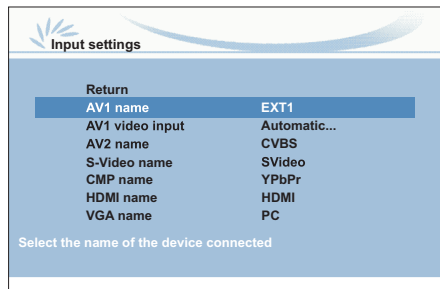 Input settings
Return
AV1 name EXT1
AV1 video input Automatic...
AV2 name CVBS
S-Video name SVideo
CMP name YPbPr
HDMI name HDMI
VGA name PC
Select the name of the device connected